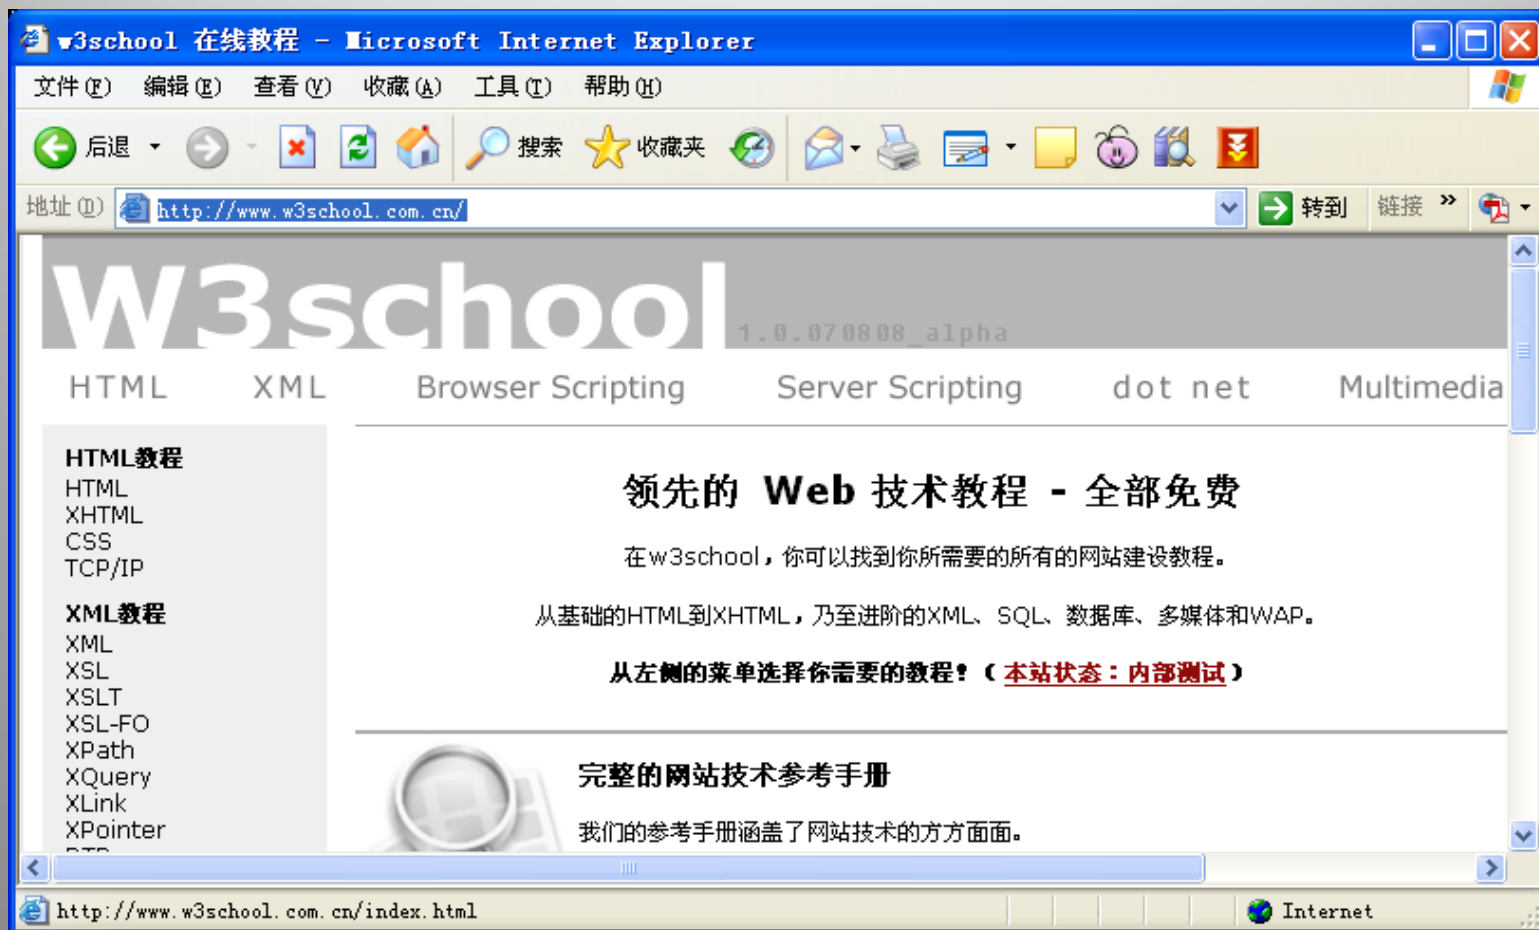 w3school 在线教程 - Microsoft Internet Explorer
文件(F) 编辑(E) 查看(V) 收藏(A) 工具(T) 帮助(H)
后退 搜索 收藏夹
地址(D) http://www.w3school.com.cn/ 转到 链接 »
W3school 1.0.070808_alpha
HTML XML Browser Scripting Server Scripting dot net Multimedia
HTML教程
HTML
XHTML
CSS
TCP/IP
XML教程
XML
XSL
XSLT
XSL-FO
XPath
XQuery
XLink
XPointer
领先的 Web 技术教程 - 全部免费
在w3school，你可以找到你所需要的所有的网站建设教程。
从基础的HTML到XHTML，乃至进阶的XML、SQL、数据库、多媒体和WAP。
从左侧的菜单选择你需要的教程！（本站状态：内部测试）
完整的网站技术参考手册
我们的参考手册涵盖了网站技术的方方面面。
http://www.w3school.com.cn/index.html Internet